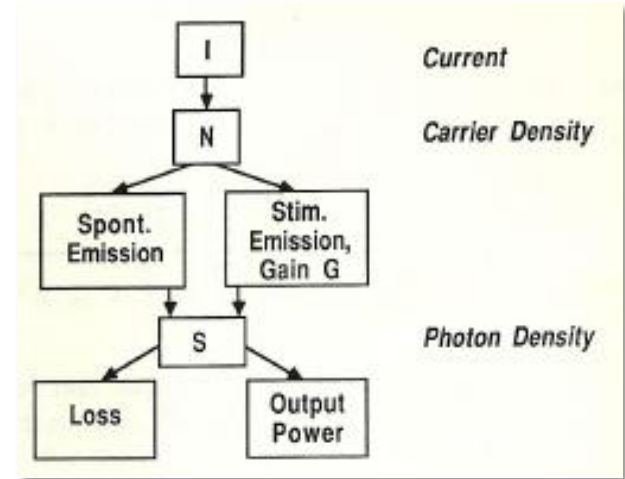 I
Current
N
Carrier Density
Spont.
Emission
Stim.
Emission,
Gain G
S
Photon Density
Loss
Output
Power